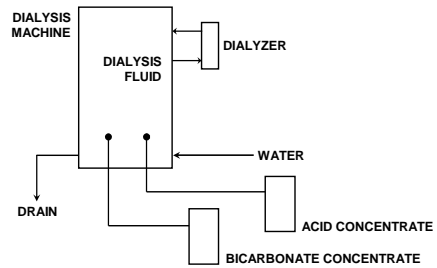 DIALYSIS
MACHINE
DIALYSIS
FLUID
DIALYZER
WATER
DRAIN
ACID CONCENTRATE
BICARBONATE CONCENTRATE